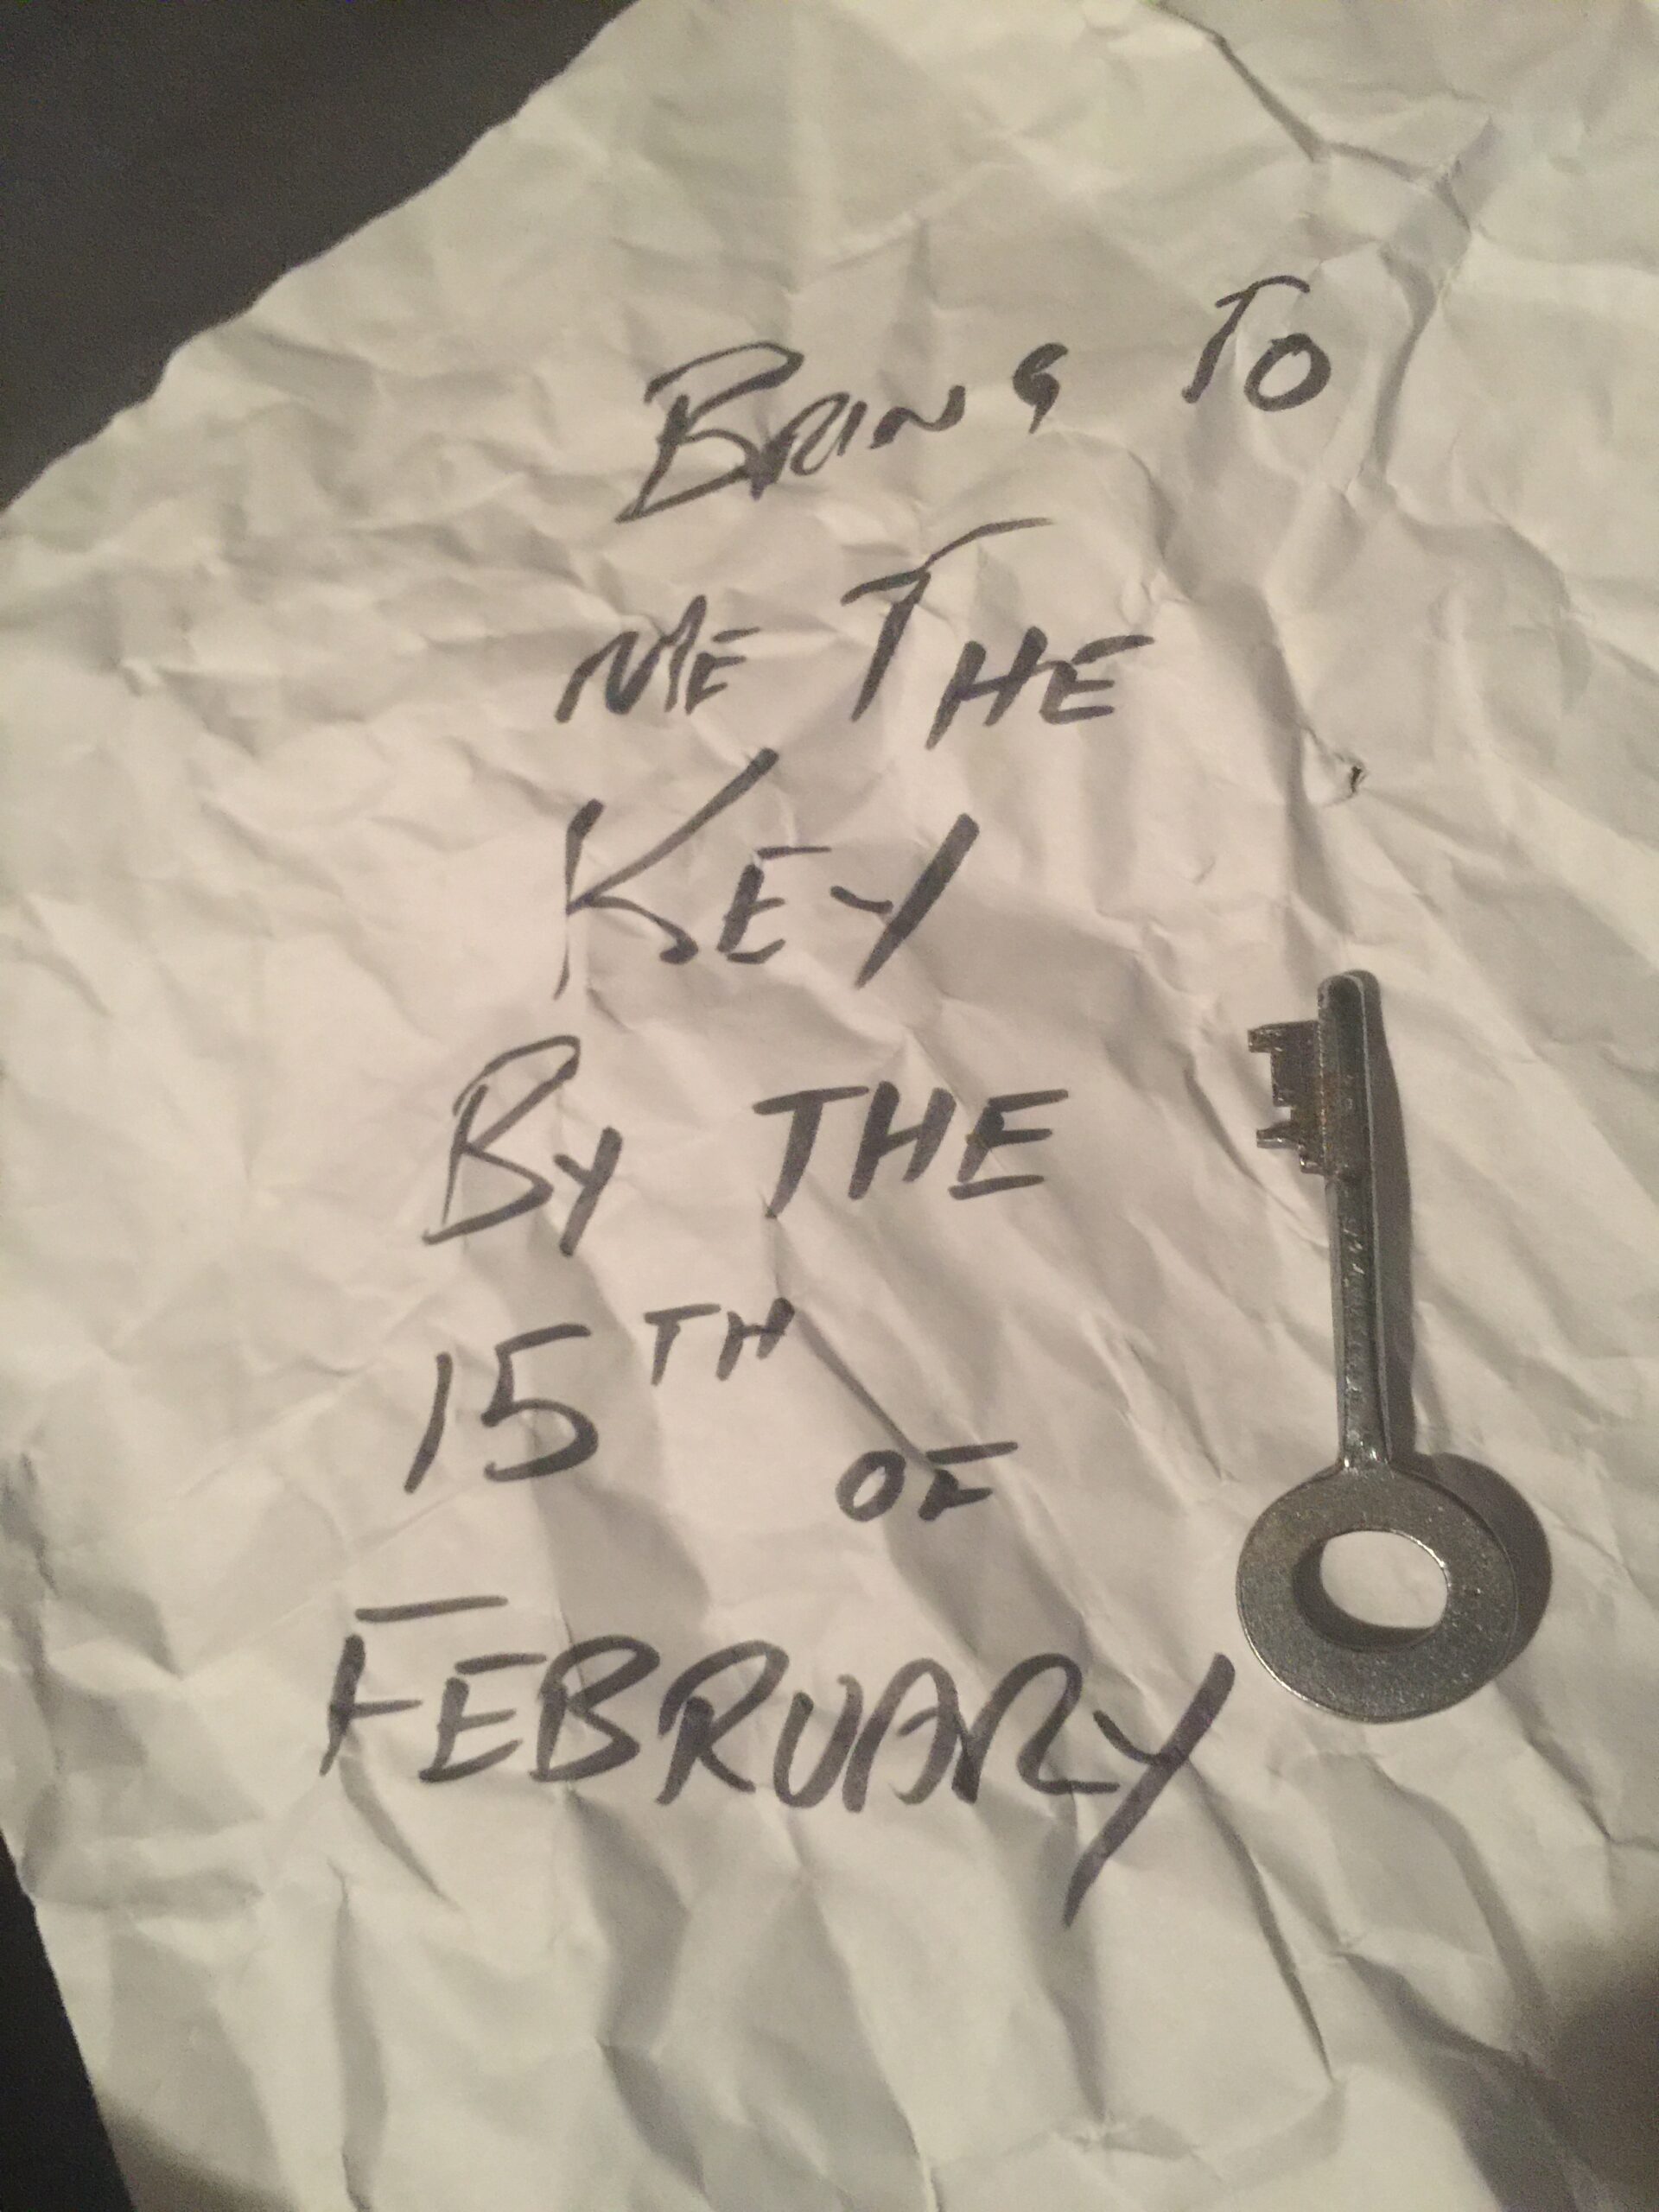 BRING TO
ME THE
KEY
BY THE
15TH OF
FEBRUARY